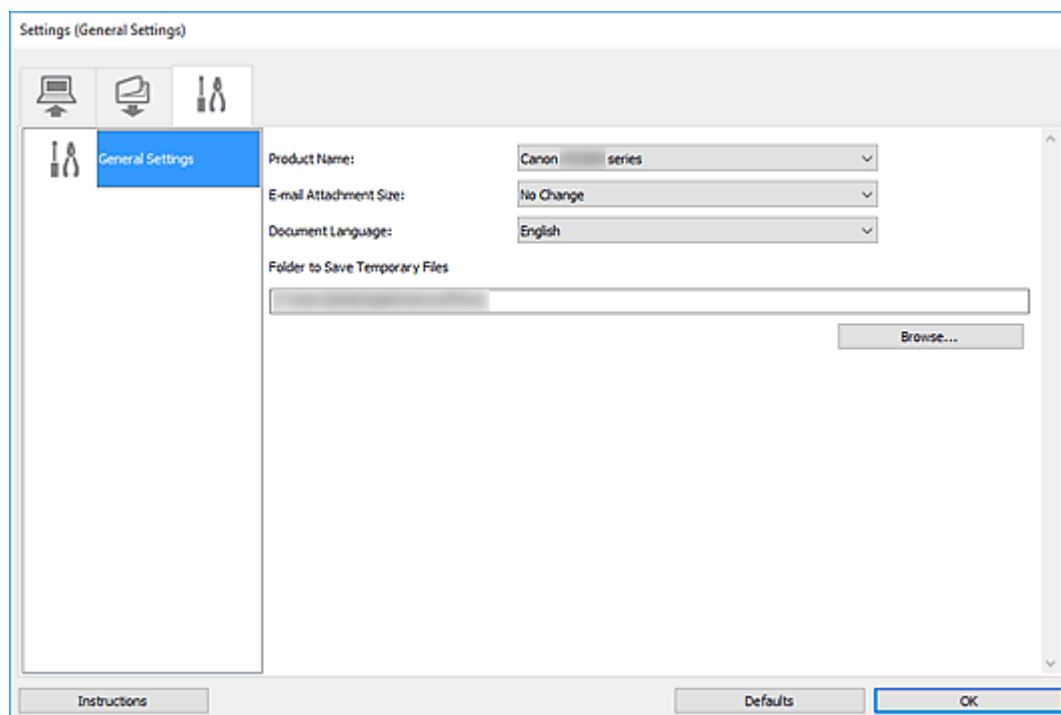 Settings (General Settings)
General Settings
Product Name:
Canon series
E-mail Attachment Size:
No Change
Document Language:
English
Folder to Save Temporary Files
Browse...
Instructions
Defaults
OK